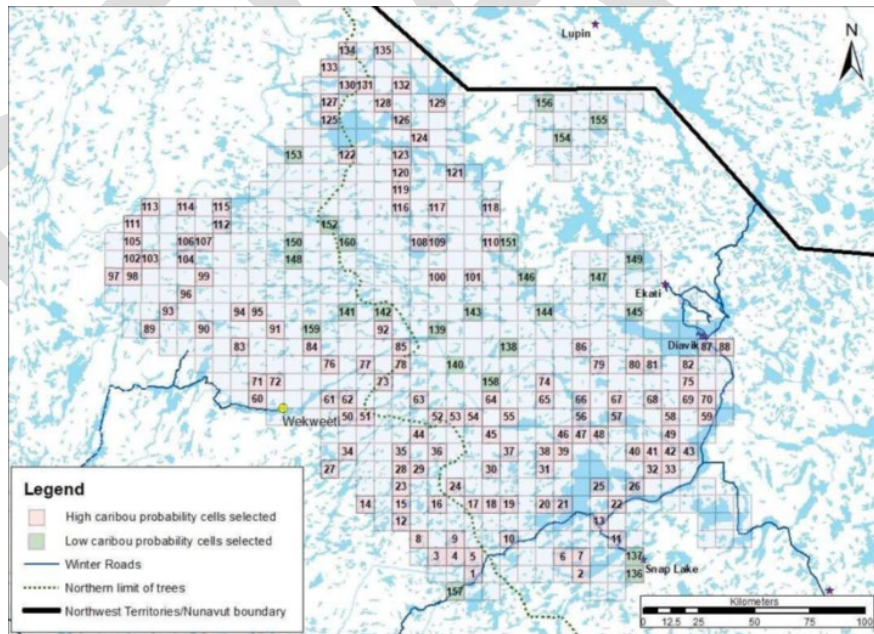 Lupin
N
134 135
133
130 131 132
127 128 129
156
125 126
155
124
154
153 122 123
120 121
119
113 114 115
116 117 118
111 112
152
105 106 107
150 160 108 109 110 151
102 103 104
148
149
97 98 99
100 101 146 147
Ekati
96
93 94 95
141 142 143 144 145
89 90 91 159 92 139
Diavik
83 84 85 138 86 87 88
76 77 78 140 79 80 81 82
71 72 73 158 74 75
60 61 62 63 64 65 66 67 68 69 70
Wekweeti
50 51 52 53 54 55 56 57 58 59
44 45 46 47 48 49
34 35 36 37 38 39 40 41 42 43
27 28 29 30 31 32 33
23 24 25 26
14 15 16 17 18 19 20 21 22
12 13
8 9 10 11
3 4 5 6 7 137
Snap Lake
1 2 136
157
Legend
High caribou probability cells selected
Low caribou probability cells selected
Winter Roads
Northern limit of trees
Northwest Territories/Nunavut boundary
Kilometers
0 12.5 25 50 75 100